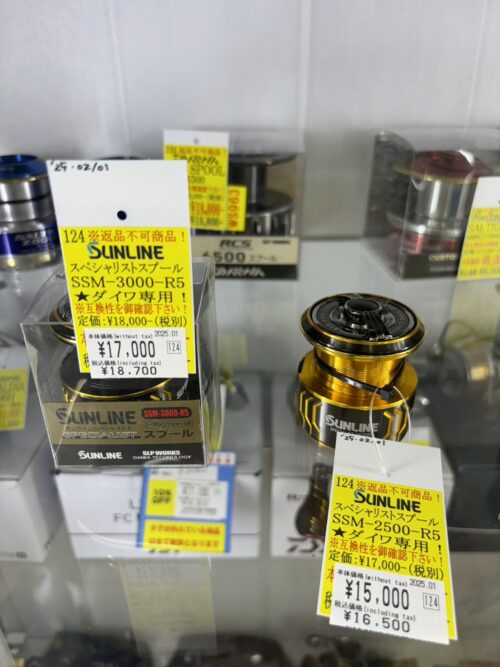 '25-02/01
124 ※返品不可商品！
SUNLINE
スペシャリストスプール
SSM-3000-R5
★ダイワ専用！
※互換性を御確認下さい！
定価：¥18,000-(税別)
本体価格(without tax) 2025.01
¥17,000
124
税込価格(including tax)
¥18,700
SUNLINE SSM-3000-R5
SPECIALIST スプール
SUNLINE
SLP WORKS
DAIWA TECHNOLOGY
SPOOL
RCS
500 スプール
CUSTO
SUNLINE
'25-02/01
124 ※返品不可商品！
SUNLINE
スペシャリストスプール
SSM-2500-R5
★ダイワ専用！
※互換性を御確認下さい！
定価：¥17,000-(税別)
本体価格(without tax) 2025.01
¥15,000
124
税込価格(including tax)
¥16,500